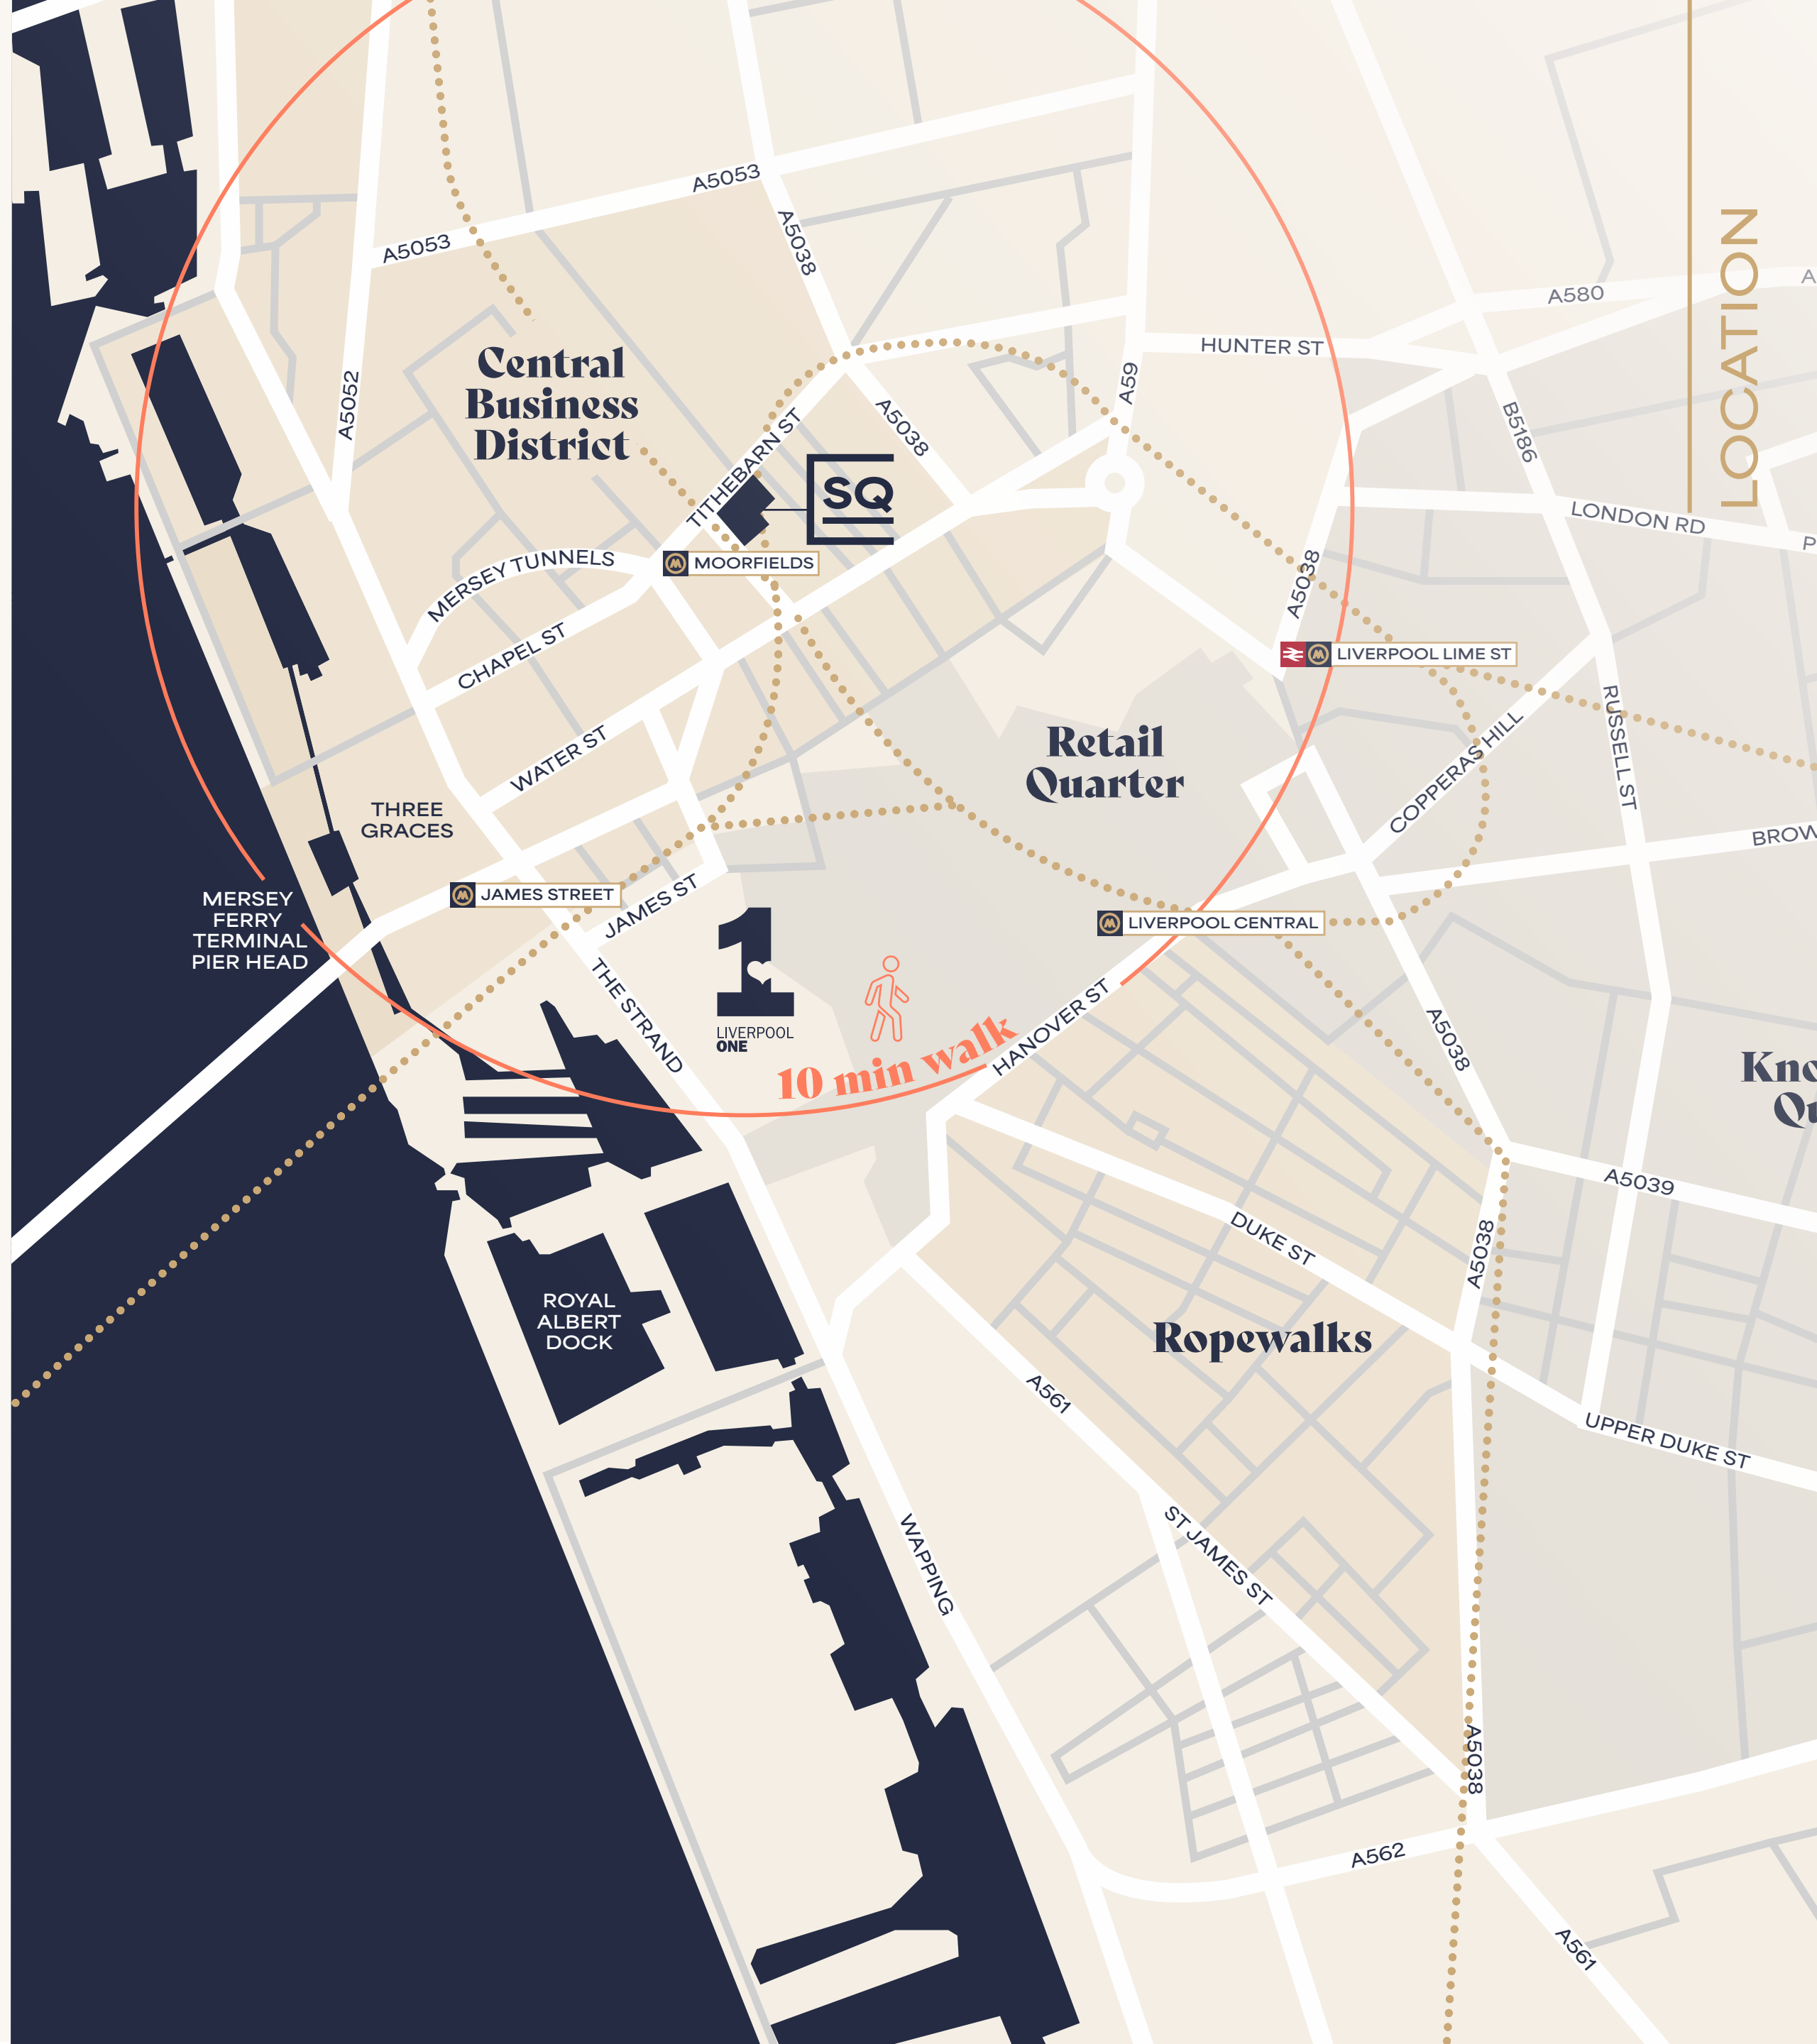 A5053
A5053
A5038
A5052
Central
Business
District
TITHEBARN ST
A5038
SQ
MOORFIELDS
MERSEY TUNNELS
CHAPEL ST
WATER ST
A59
HUNTER ST
A580
A
B5186
LOCATION
LONDON RD
P
A5038
LIVERPOOL LIME ST
RUSSELL ST
COPPERAS HILL
BROW
Retail
Quarter
THREE
GRACES
MERSEY
FERRY
TERMINAL
PIER HEAD
JAMES STREET
JAMES ST
THE STRAND
1
LIVERPOOL
ONE
LIVERPOOL CENTRAL
10 min walk
HANOVER ST
A5038
Kno
Qu
A5039
A5038
DUKE ST
ROYAL
ALBERT
DOCK
Ropewalks
A561
UPPER DUKE ST
ST JAMES ST
WAPPING
A5038
A562
A561